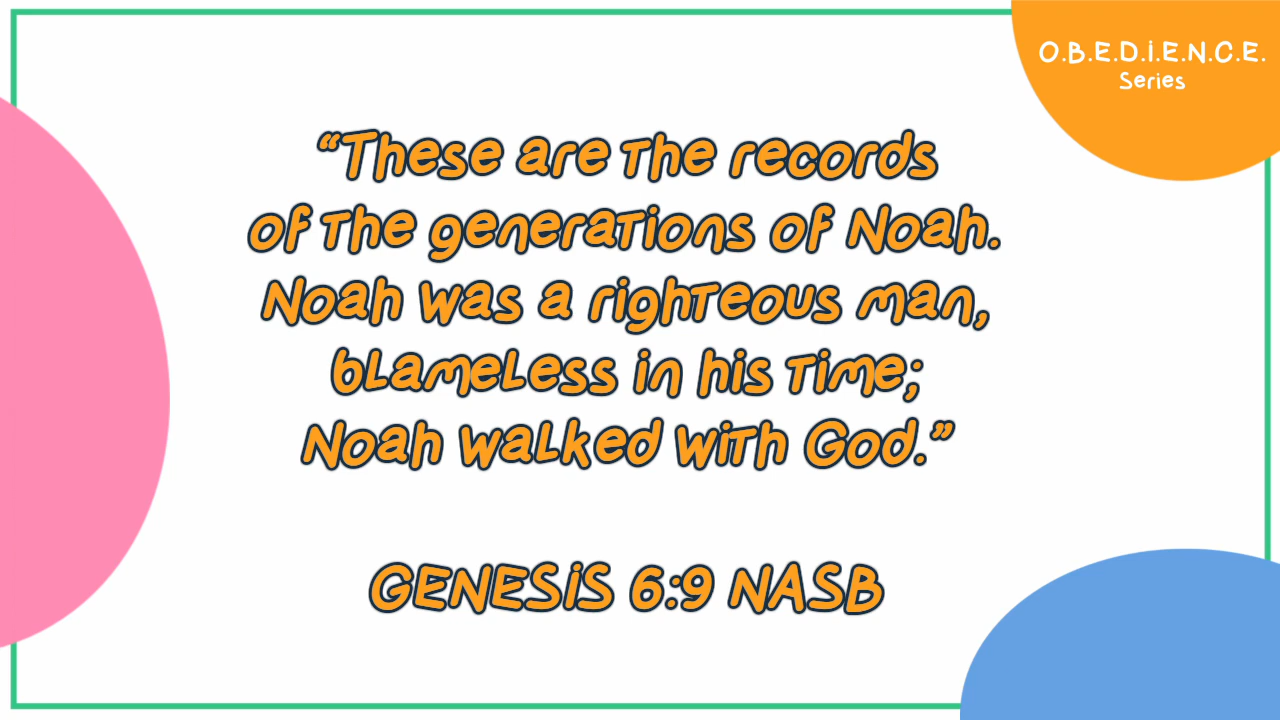 O.B.E.D.i.E.N.C.E.
Series
“These are the records
of the generations of Noah.
Noah was a righteous man,
blameless in his time;
Noah walked with God.”
GENESiS 6:9 NASB